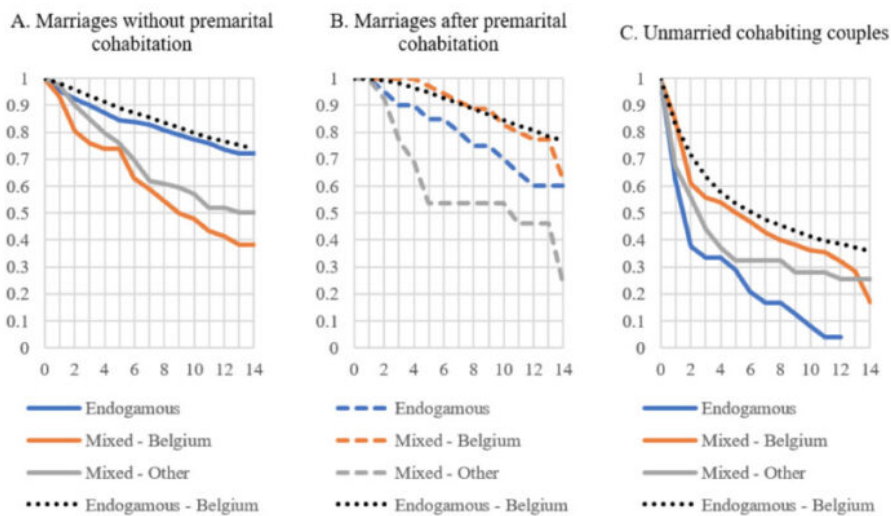 A. Marriages without premarital
cohabitation
B. Marriages after premarital
cohabitation
C. Unmarried cohabiting couples
1
0.9
0.8
0.7
0.6
0.5
0.4
0.3
0.2
0.1
0
0 2 4 6 8 10 12 14
1
0.9
0.8
0.7
0.6
0.5
0.4
0.3
0.2
0.1
0
0 2 4 6 8 10 12 14
1
0.9
0.8
0.7
0.6
0.5
0.4
0.3
0.2
0.1
0
0 2 4 6 8 10 12 14
Endogamous
Mixed - Belgium
Mixed - Other
Endogamous - Belgium
Endogamous
Mixed - Belgium
Mixed - Other
Endogamous - Belgium
Endogamous
Mixed - Belgium
Mixed - Other
Endogamous - Belgium